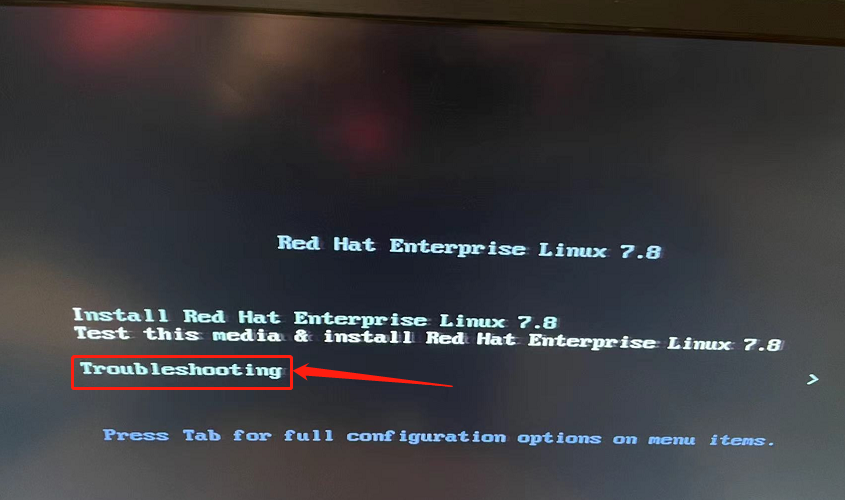 Red Hat Enterprise Linux 7.8
Install Red Hat Enterprise Linux 7.8
Test this media & install Red Hat Enterprise Linux 7.8
Troubleshooting >
Press Tab for full configuration options on menu items.